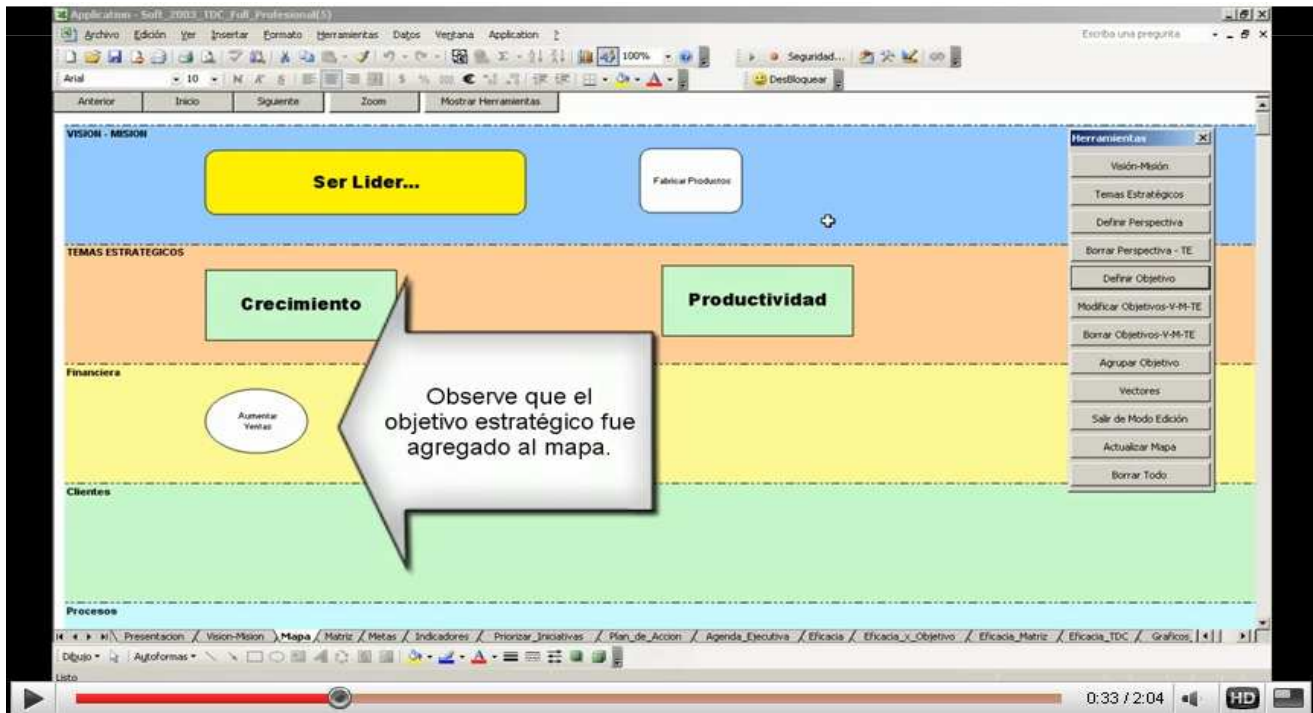 Application - Soft_2003_TDC_Full_Profesional(5)
Archivo Edición Ver Insertar Formato Herramientas Datos Ventana Application ?
Escriba una pregunta
100%
Seguridad...
Arial 10 N K S $ % 000 €
DesBloquear
Anterior Inicio Siguiente Zoom Mostrar Herramientas
VISION - MISION
Ser Lider...
Fabricar Productos
Herramientas
Visión-Misión
Temas Estratégicos
Definir Perspectiva
Borrar Perspectiva - TE
Definir Objetivo
Modificar Objetivos-V-M-TE
Borrar Objetivos-V-M-TE
Agrupar Objetivo
Vectores
Salir de Modo Edición
Actualizar Mapa
Borrar Todo
TEMAS ESTRATEGICOS
Crecimiento
Productividad
Financiera
Aumentar
Ventas
Observe que el
objetivo estratégico fue
agregado al mapa.
Clientes
Procesos
Presentacion / Vision-Mision / Mapa / Matriz / Metas / Indicadores / Priorizar_Iniciativas / Plan_de_Accion / Agenda_Ejecutiva / Eficacia / Eficacia_x_Objetivo / Eficacia_Matriz / Eficacia_TDC / Graficos
Dibujo Autoformas
Listo
0:33 / 2:04 HD